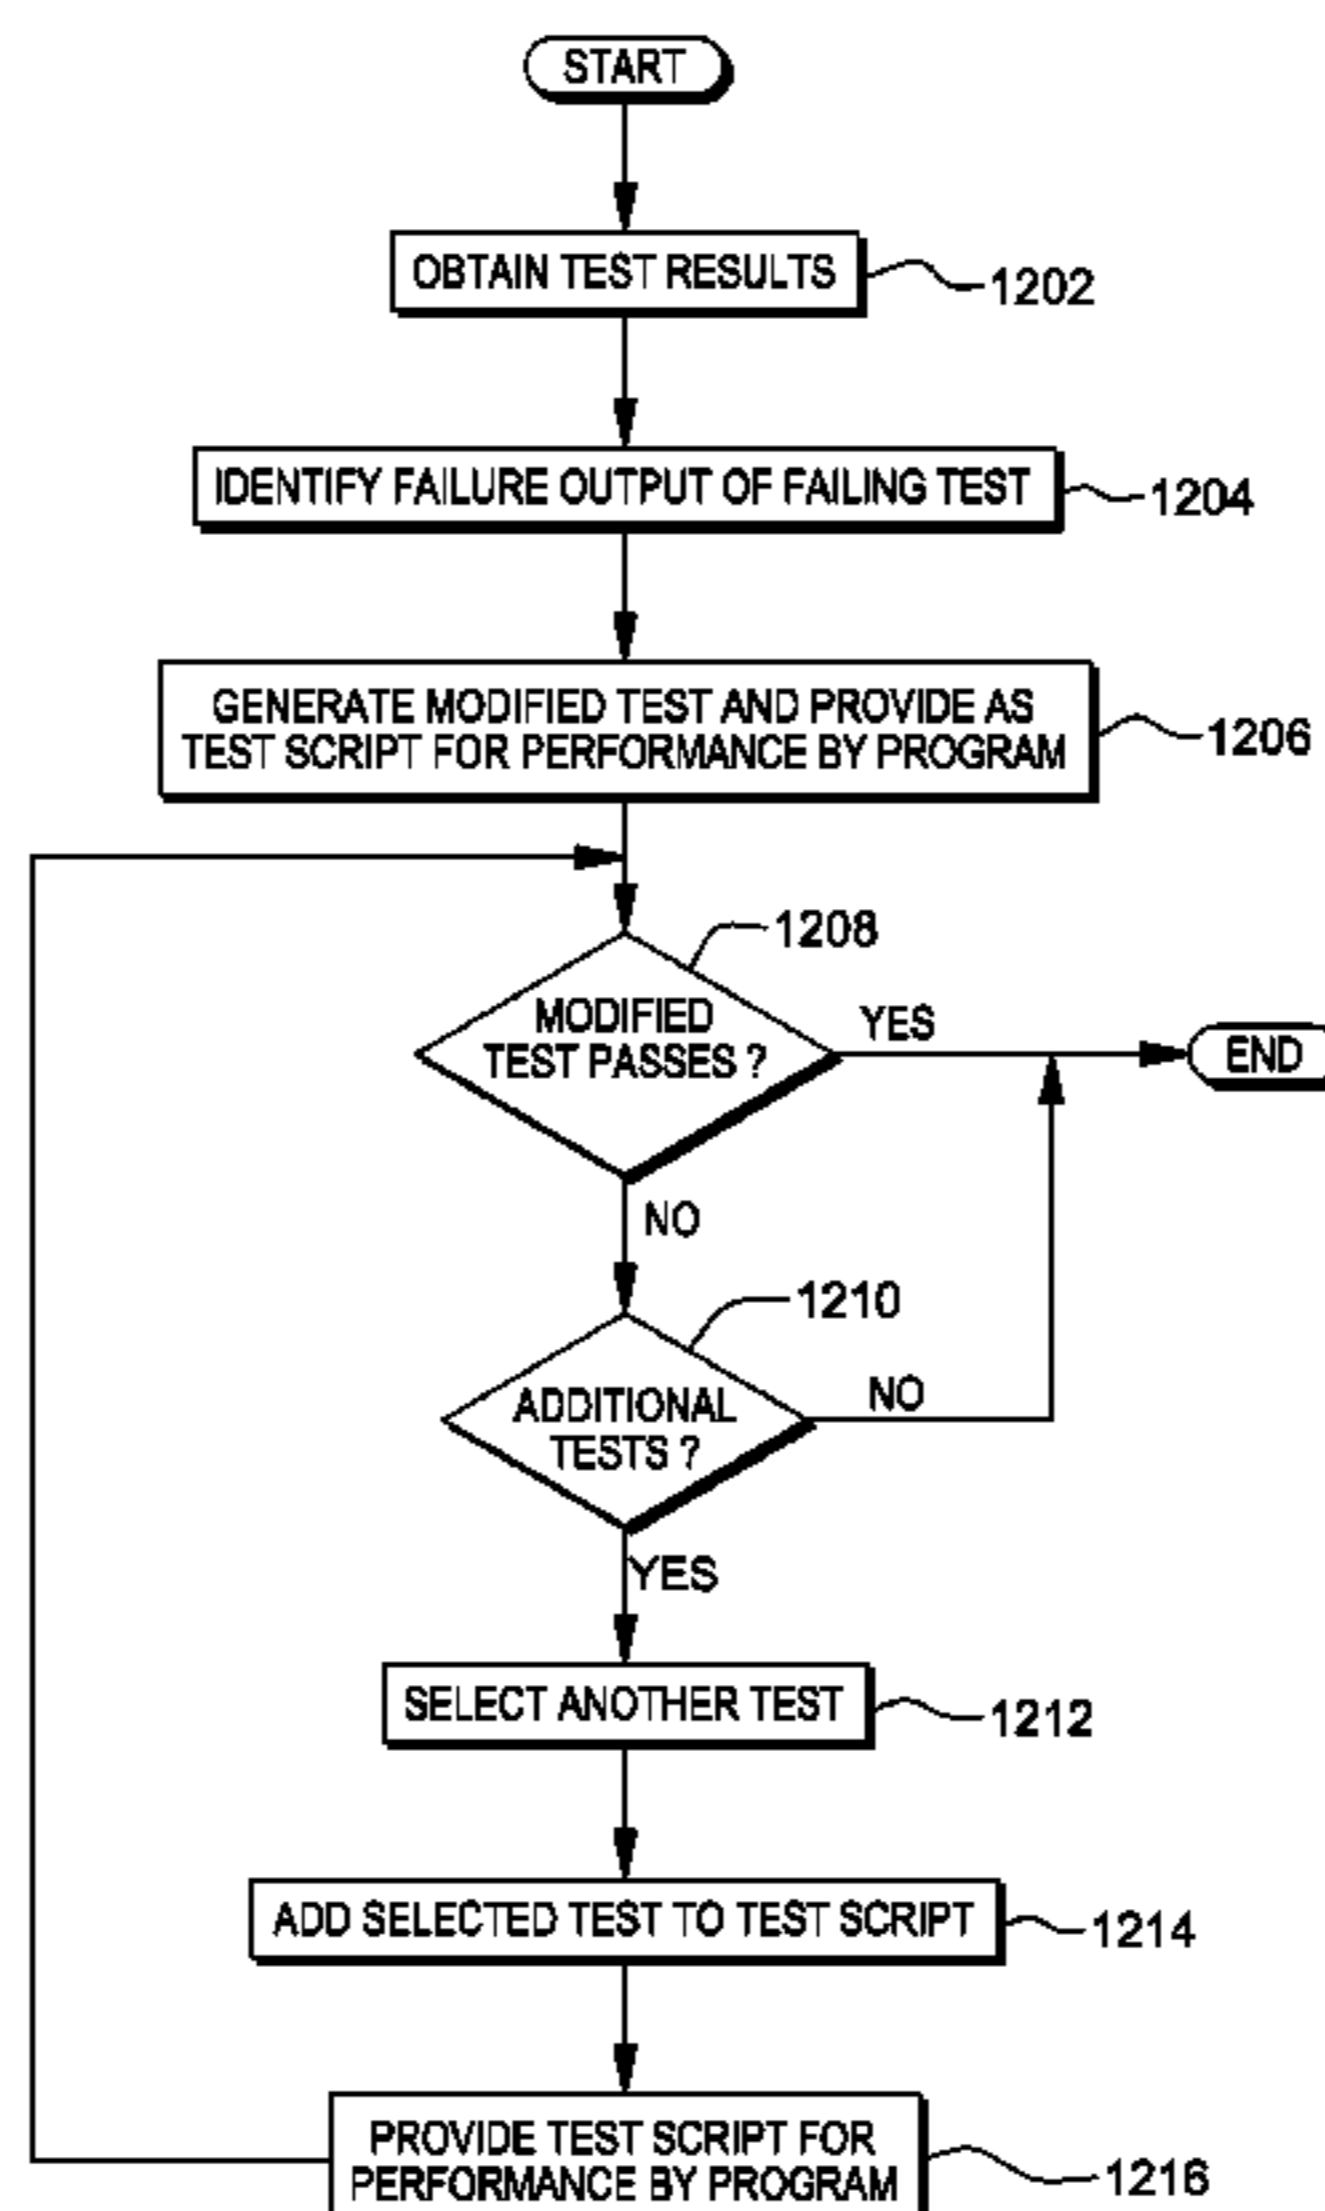 START
OBTAIN TEST RESULTS
1202
IDENTIFY FAILURE OUTPUT OF FAILING TEST
1204
GENERATE MODIFIED TEST AND PROVIDE AS
TEST SCRIPT FOR PERFORMANCE BY PROGRAM
1206
1208
MODIFIED
TEST PASSES ?
YES
END
NO
1210
ADDITIONAL
TESTS ?
NO
YES
SELECT ANOTHER TEST
1212
ADD SELECTED TEST TO TEST SCRIPT
1214
PROVIDE TEST SCRIPT FOR
PERFORMANCE BY PROGRAM
1216